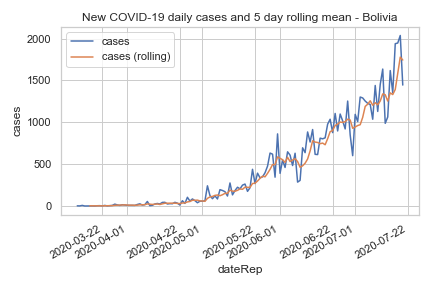 New COVID-19 daily cases and 5 day rolling mean - Bolivia
cases
cases (rolling)
2000
1500
1000
500
0
cases
2020-03-22
2020-04-01
2020-04-22
2020-05-01
2020-05-22
2020-06-01
2020-06-22
2020-07-01
2020-07-22
dateRep